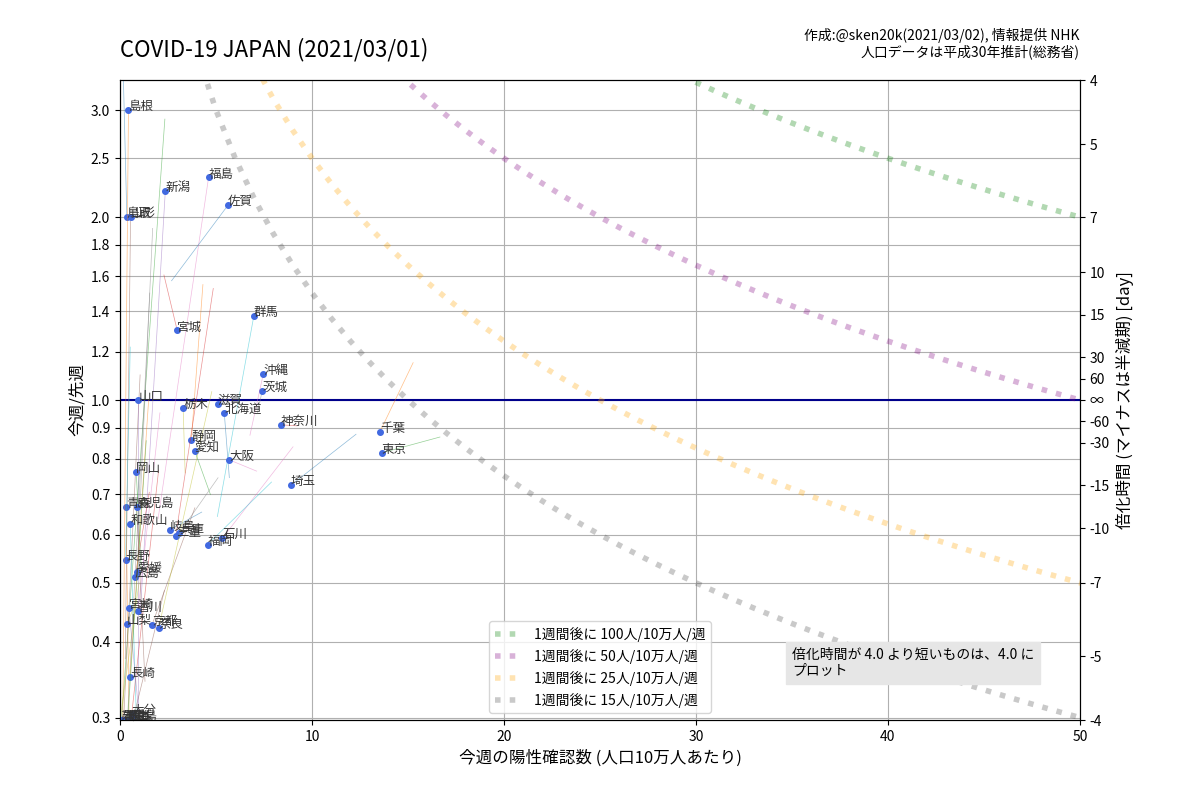 COVID-19 JAPAN (2021/03/01)
作成:@sken20k(2021/03/02), 情報提供 NHK
人口データは平成30年推計(総務省)
3.0
2.5
2.0
1.8
1.6
1.4
1.2
1.0
0.9
0.8
0.7
0.6
0.5
0.4
0.3
今週/先週
4
5
7
10
15
30
60
∞
-60
-30
-15
-10
-7
-5
-4
倍化時間 (マイナスは半減期) [day]
島根
福島
新潟
佐賀
群馬
宮城
沖縄
茨城
山口
滋賀
栃木
北海道
神奈川
千葉
静岡
愛知
東京
大阪
岡山
埼玉
青森
鹿児島
和歌山
岐阜
兵庫
三重
石川
福岡
長野
愛媛
広島
宮崎
香川
山梨
京都
奈良
長崎
大分
1週間後に 100人/10万人/週
1週間後に 50人/10万人/週
1週間後に 25人/10万人/週
1週間後に 15人/10万人/週
倍化時間が 4.0 より短いものは、4.0 に
プロット
0
10
20
30
40
50
今週の陽性確認数 (人口10万人あたり)